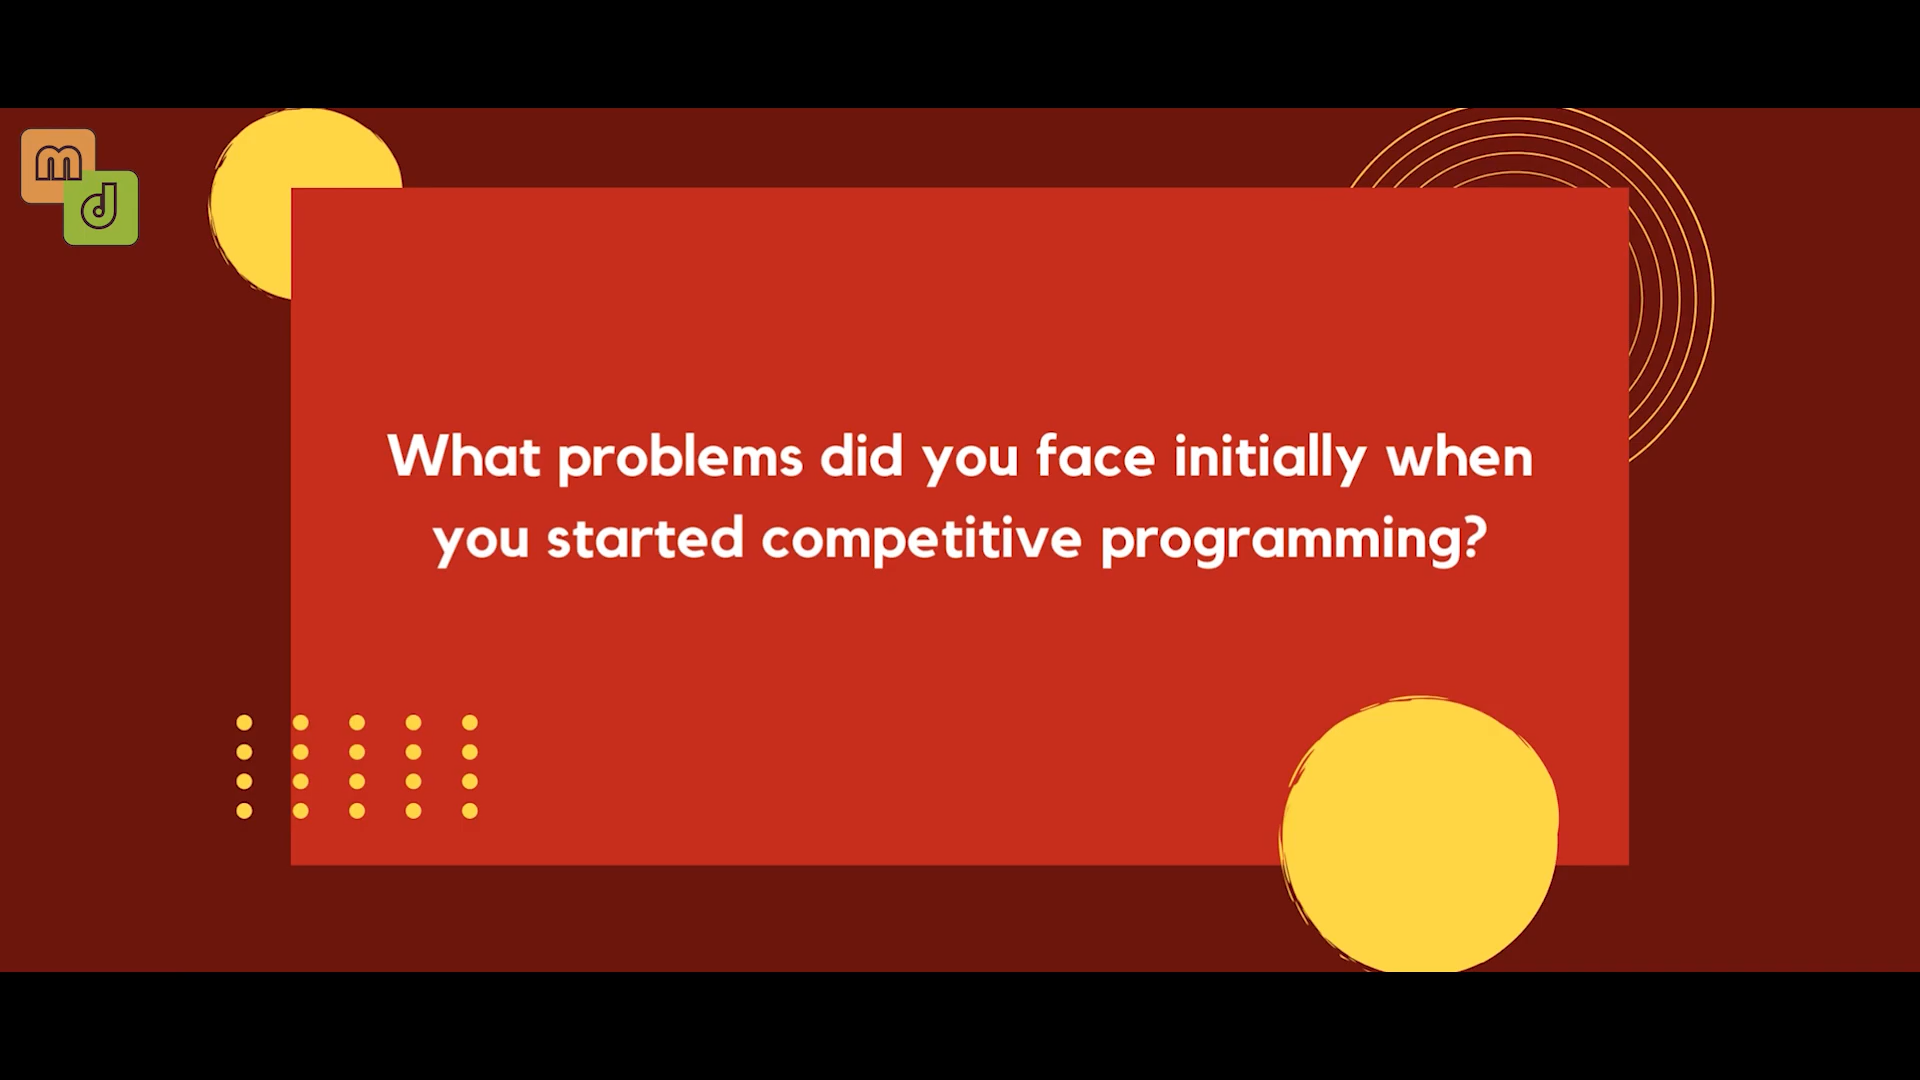 m
d
What problems did you face initially when
you started competitive programming?